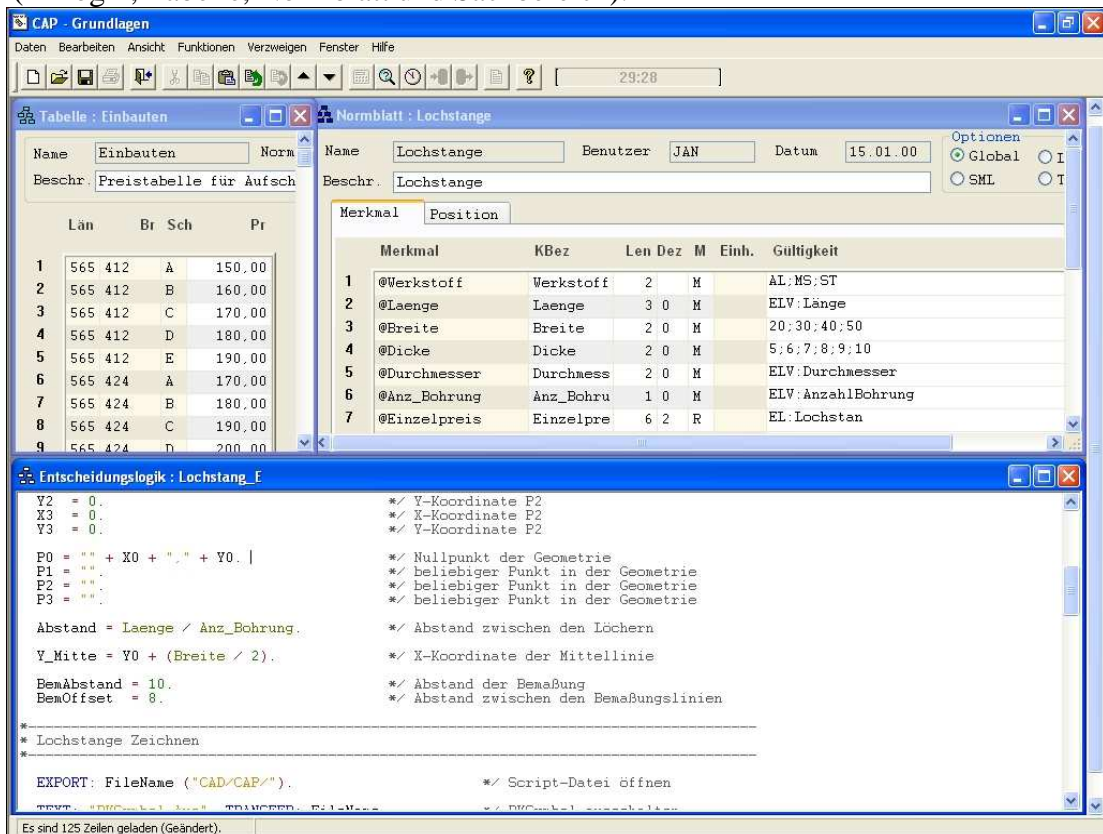 CAP - Grundlagen
Daten Bearbeiten Ansicht Funktionen Verzweigen Fenster Hilfe
[ 29:28 ]
Tabelle : Einbauten
Name Einbauten Norm
Beschr. Preistabelle für Aufsch
Län Br Sch Pr
1 565 412 A 150,00
2 565 412 B 160,00
3 565 412 C 170,00
4 565 412 D 180,00
5 565 412 E 190,00
6 565 424 A 170,00
7 565 424 B 180,00
8 565 424 C 190,00
9 565 424 D 200,00
Normblatt : Lochstange
Name Lochstange Benutzer JAN Datum 15.01.00
Beschr. Lochstange
Optionen
Global I
SML T
Merkmal Position
Merkmal KBez Len Dez M Einh. Gültigkeit
1 @Werkstoff Werkstoff 2 M AL;MS;ST
2 @Laenge Laenge 3 0 M ELV:Länge
3 @Breite Breite 2 0 M 20;30;40;50
4 @Dicke Dicke 2 0 M 5;6;7;8;9;10
5 @Durchmesser Durchmess 2 0 M ELV:Durchmesser
6 @Anz_Bohrung Anz_Bohru 1 0 M ELV:AnzahlBohrung
7 @Einzelpreis Einzelpre 6 2 R EL:Lochstan
Entscheidungslogik : Lochstang_E
Y2 = 0. */ Y-Koordinate P2
X3 = 0. */ X-Koordinate P2
Y3 = 0. */ Y-Koordinate P2
P0 = "" + X0 + "," + Y0. */ Nullpunkt der Geometrie
P1 = "". */ beliebiger Punkt in der Geometrie
P2 = "". */ beliebiger Punkt in der Geometrie
P3 = "". */ beliebiger Punkt in der Geometrie
Abstand = Laenge / Anz_Bohrung. */ Abstand zwischen den Löchern
Y_Mitte = Y0 + (Breite / 2). */ X-Koordinate der Mittellinie
BemAbstand = 10. */ Abstand der Bemaßung
BemOffset = 8. */ Abstand zwischen den Bemaßungslinien
*
* Lochstange Zeichnen
*
EXPORT: FileName ("CAD/CAP/"). */ Script-Datei öffnen
Es sind 125 Zeilen geladen (Geändert).